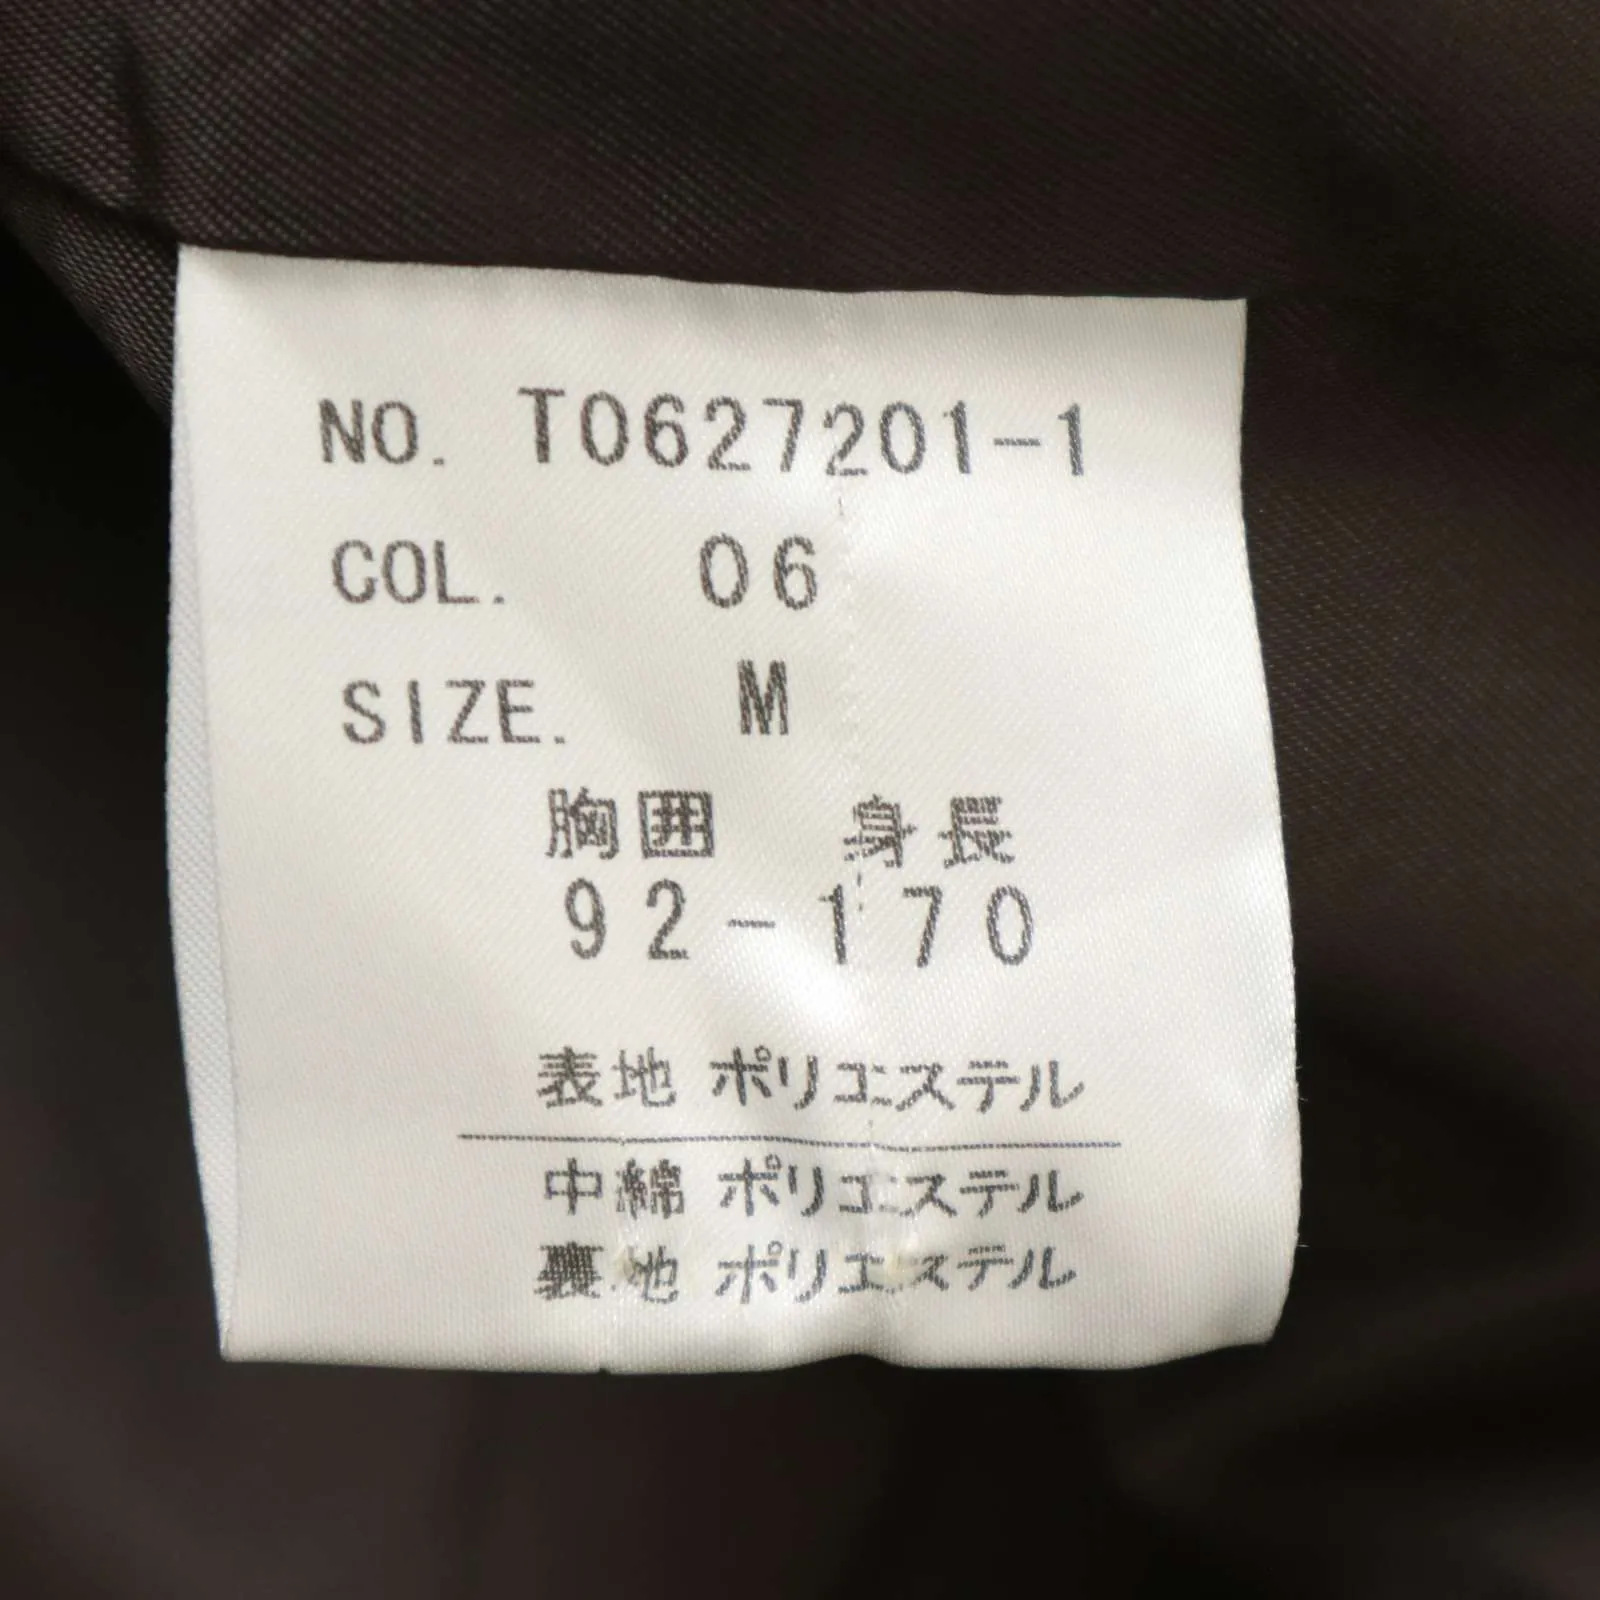 NO. T0627201-1
COL. 06
SIZE. M
胸囲 身長
92-170
表地 ポリエステル
中綿 ポリエステル
裏地 ポリエステル